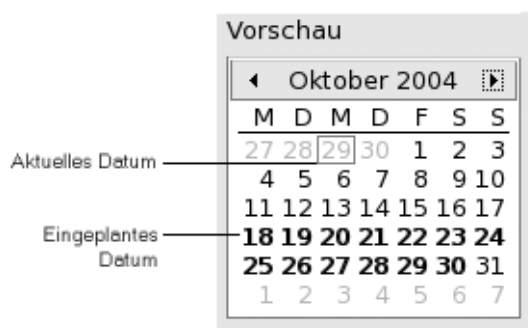 Vorschau
Oktober 2004
M D M D F S S
27 28 29 30 1 2 3
Aktuelles Datum
4 5 6 7 8 9 10
11 12 13 14 15 16 17
Eingeplantes
Datum
18 19 20 21 22 23 24
25 26 27 28 29 30 31
1 2 3 4 5 6 7